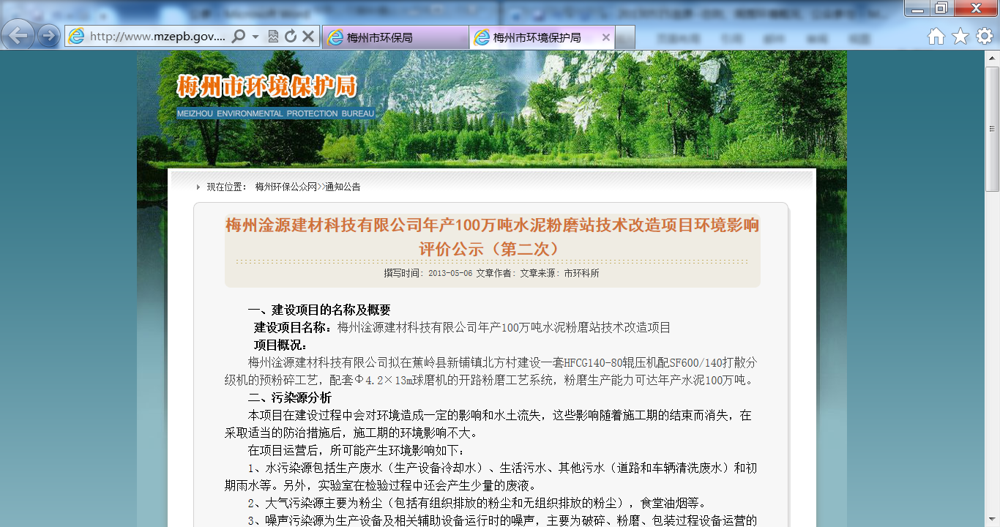 http://www.mzepb.gov....
梅州市环保局
梅州市环境保护局
梅州市环境保护局
MEIZHOU ENVIRONMENTAL PROTECTION BUREAU
现在位置： 梅州环保公众网>>通知公告
梅州淦源建材科技有限公司年产100万吨水泥粉磨站技术改造项目环境影响
评价公示（第二次）
撰写时间：2013-05-06 文章作者：文章来源：市环科所
一、建设项目的名称及概要
建设项目名称：梅州淦源建材科技有限公司年产100万吨水泥粉磨站技术改造项目
项目概况：
梅州淦源建材科技有限公司拟在蕉岭县新铺镇北方村建设一套HFCG140-80辊压机配SF600/140打散分
级机的预粉碎工艺，配套Φ4.2×13m球磨机的开路粉磨工艺系统，粉磨生产能力可达年产水泥100万吨。
二、污染源分析
本项目在建设过程中会对环境造成一定的影响和水土流失，这些影响随着施工期的结束而消失，在
采取适当的防治措施后，施工期的环境影响不大。
在项目运营后，所可能产生环境影响如下：
1、水污染源包括生产废水（生产设备冷却水）、生活污水、其他污水（道路和车辆清洗废水）和初
期雨水等。另外，实验室在检验过程中还会产生少量的废液。
2、大气污染源主要为粉尘（包括有组织排放的粉尘和无组织排放的粉尘），食堂油烟等。
3、噪声污染源为生产设备及相关辅助设备运行时的噪声，主要为破碎、粉磨、包装过程设备运营的